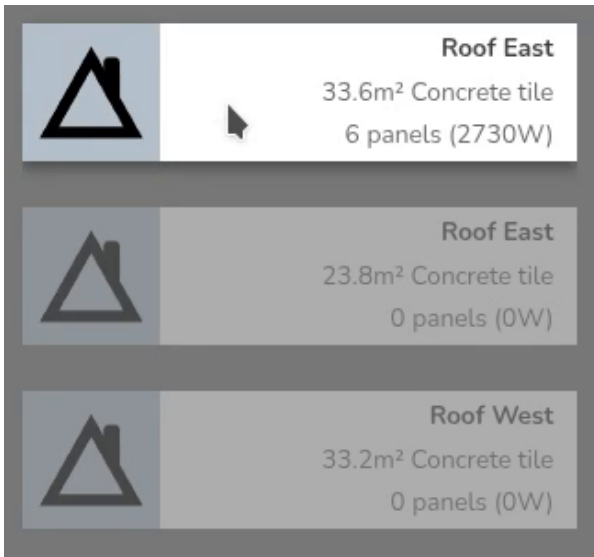 Roof East
33.6m² Concrete tile
6 panels (2730W)
Roof East
23.8m² Concrete tile
0 panels (0W)
Roof West
33.2m² Concrete tile
0 panels (0W)